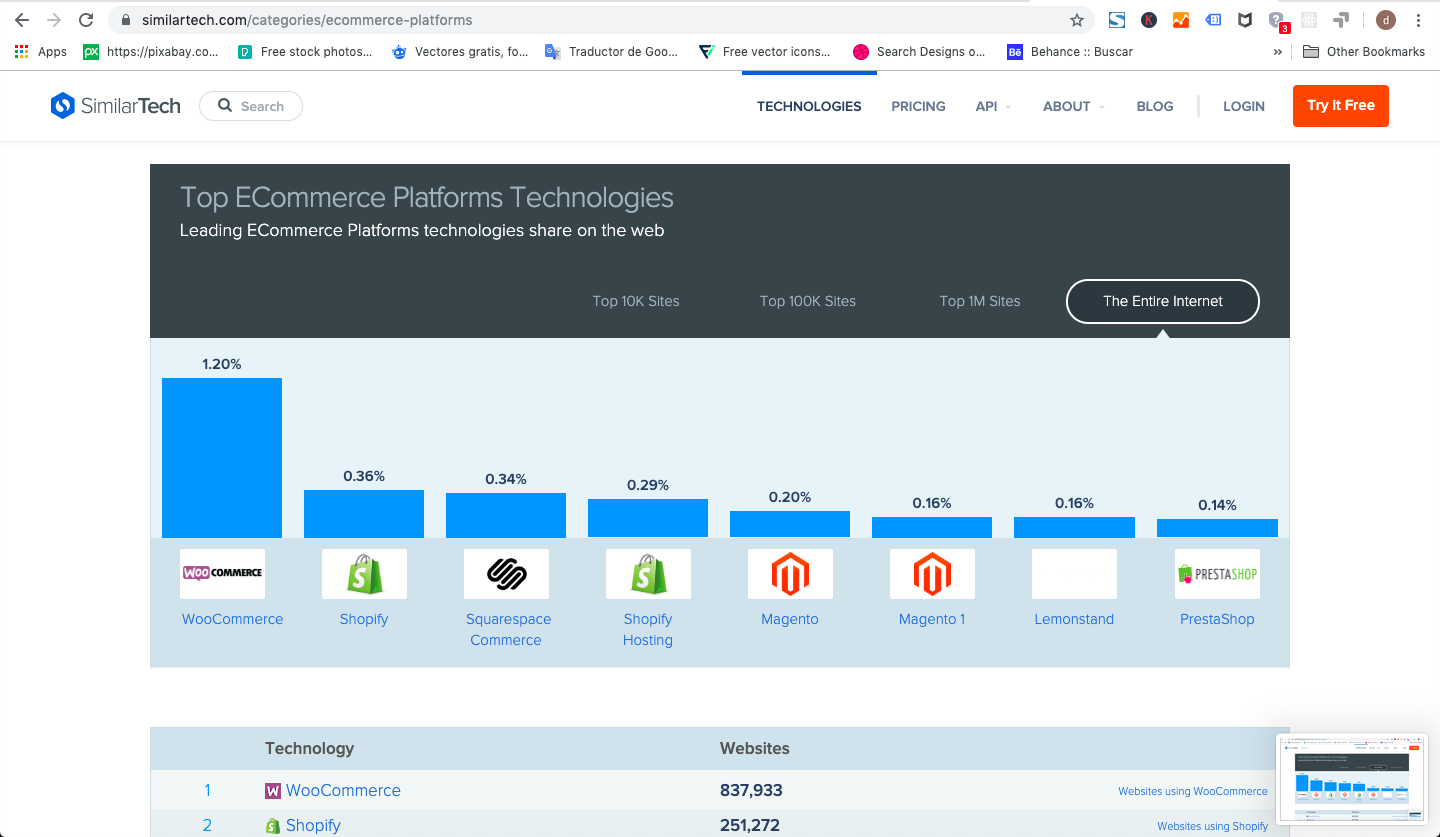 similartech.com/categories/ecommerce-platforms
3
d
Apps
https://pixabay.co...
Free stock photos...
Vectores gratis, fo...
Traductor de Goo...
Free vector icons...
Search Designs o...
Behance :: Buscar
»
Other Bookmarks
SimilarTech
Search
TECHNOLOGIES
PRICING
API
ABOUT
BLOG
LOGIN
Try it Free
Top ECommerce Platforms Technologies
Leading ECommerce Platforms technologies share on the web
Top 10K Sites
Top 100K Sites
Top 1M Sites
The Entire Internet
1.20%
0.36%
0.34%
0.29%
0.20%
0.16%
0.16%
0.14%
WOO COMMERCE
PRESTASHOP
WooCommerce
Shopify
Squarespace
Commerce
Shopify
Hosting
Magento
Magento 1
Lemonstand
PrestaShop
Technology
Websites
1
WooCommerce
837,933
Websites using WooCommerce
2
Shopify
251,272
Websites using Shopify